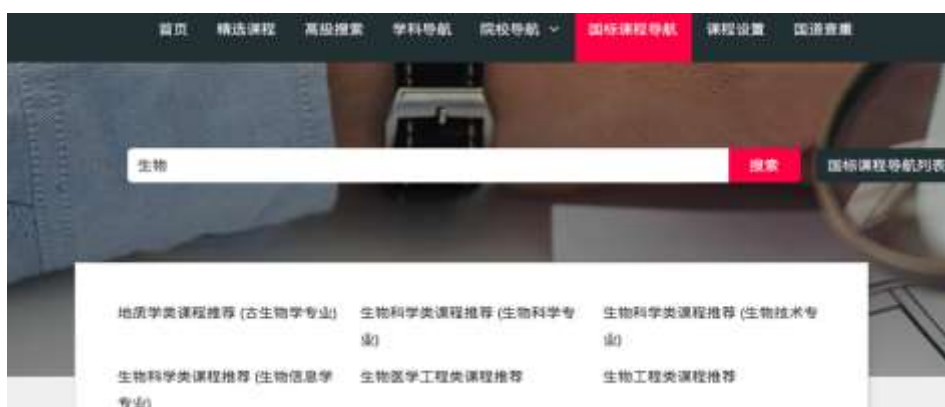 首页 精选课程 高级搜索 学科导航 院校导航 国标课程导航 课程设置 国道查重
生物 搜索 国标课程导航列表
地质学类课程推荐 (古生物学专业) 生物科学类课程推荐 (生物科学专 生物科学类课程推荐 (生物技术专
业) 业)
生物科学类课程推荐 (生物信息学 生物医学工程类课程推荐 生物工程类课程推荐
专业)